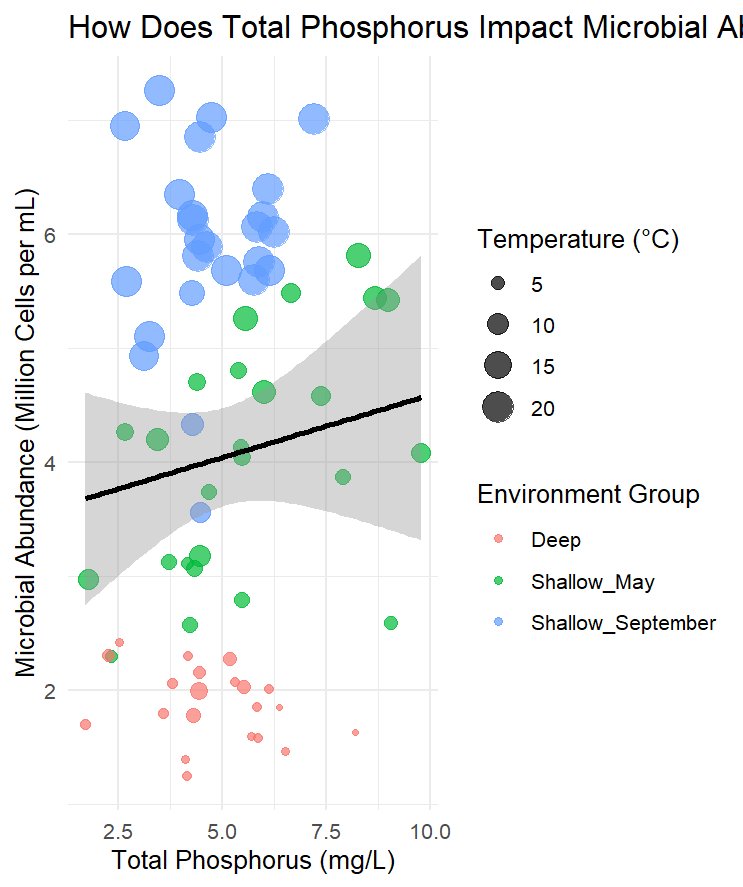 How Does Total Phosphorus Impact Microbial
Microbial Abundance (Million Cells per mL)
6
4
2
2.5 5.0 7.5 10.0
Total Phosphorus (mg/L)
Temperature (°C)
5
10
15
20
Environment Group
Deep
Shallow_May
Shallow_September